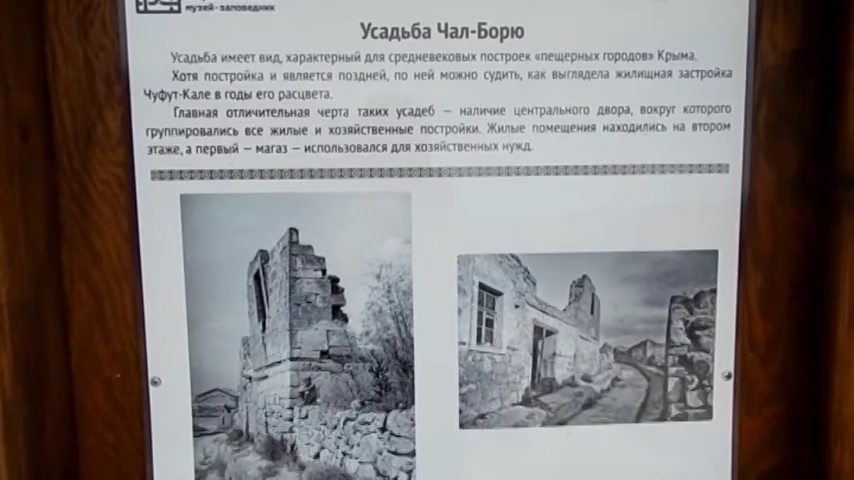 музей-заповедник
Усадьба Чал-Борю
Усадьба имеет вид, характерный для средневековых построек «пещерных городов» Крыма.
Хотя постройка и является поздней, по ней можно судить, как выглядела жилищная застройка
Чуфут-Кале в годы его расцвета.
Главная отличительная черта таких усадеб — наличие центрального двора, вокруг которого
группировались все жилые и хозяйственные постройки. Жилые помещения находились на втором
этаже, а первый — магаз — использовался для хозяйственных нужд.